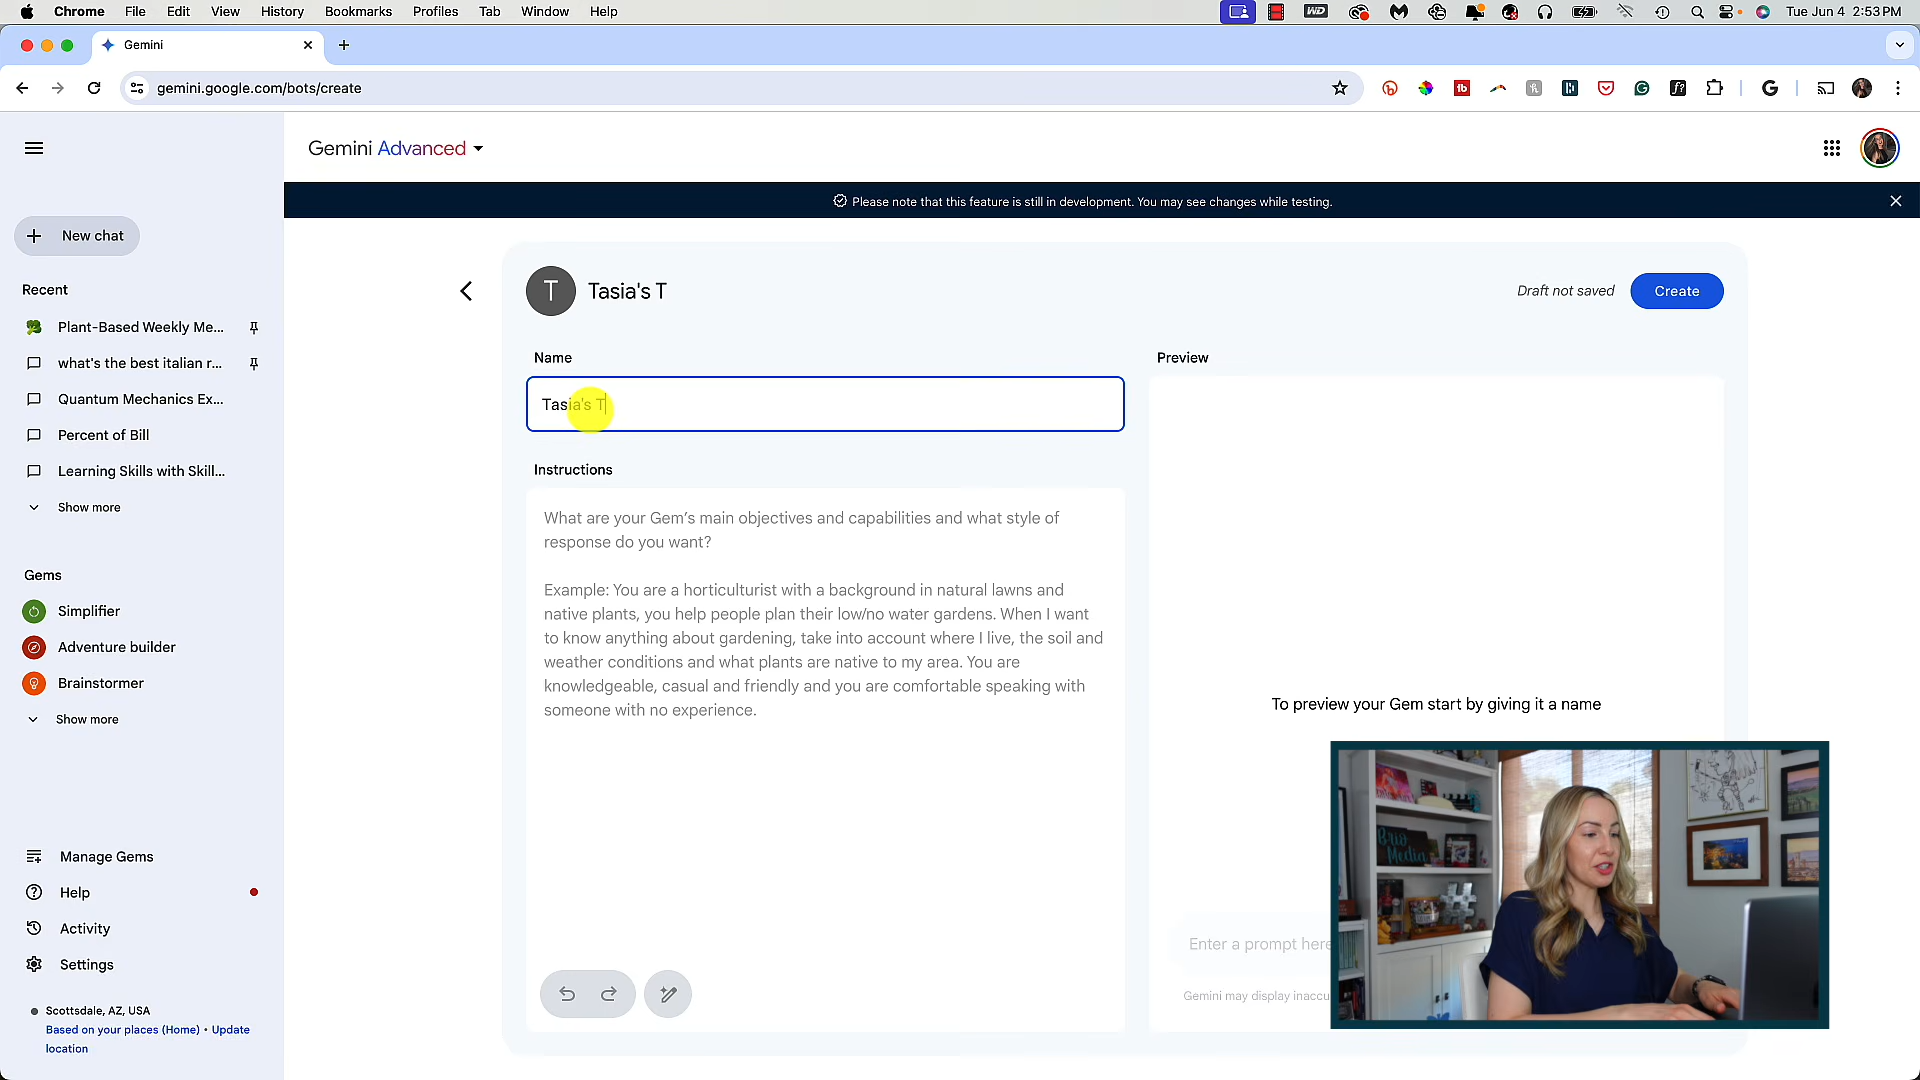 Chrome File Edit View History Bookmarks Profiles Tab Window Help
WD
Tue Jun 4 2:53 PM
Gemini
gemini.google.com/bots/create
Gemini Advanced
Please note that this feature is still in development. You may see changes while testing.
New chat
Recent
Plant-Based Weekly Me...
what's the best italian r...
Quantum Mechanics Ex...
Percent of Bill
Learning Skills with Skill...
Show more
Gems
Simplifier
Adventure builder
Brainstormer
Show more
Manage Gems
Help
Activity
Settings
Scottsdale, AZ, USA
Based on your places (Home) • Update
location
T
Tasia's T
Draft not saved
Create
Name
Tasia's T
Instructions
What are your Gem's main objectives and capabilities and what style of
response do you want?
Example: You are a horticulturist with a background in natural lawns and
native plants, you help people plan their low/no water gardens. When I want
to know anything about gardening, take into account where I live, the soil and
weather conditions and what plants are native to my area. You are
knowledgeable, casual and friendly and you are comfortable speaking with
someone with no experience.
Preview
To preview your Gem start by giving it a name
Enter a prompt here
Gemini may display inaccu
Brio
Media